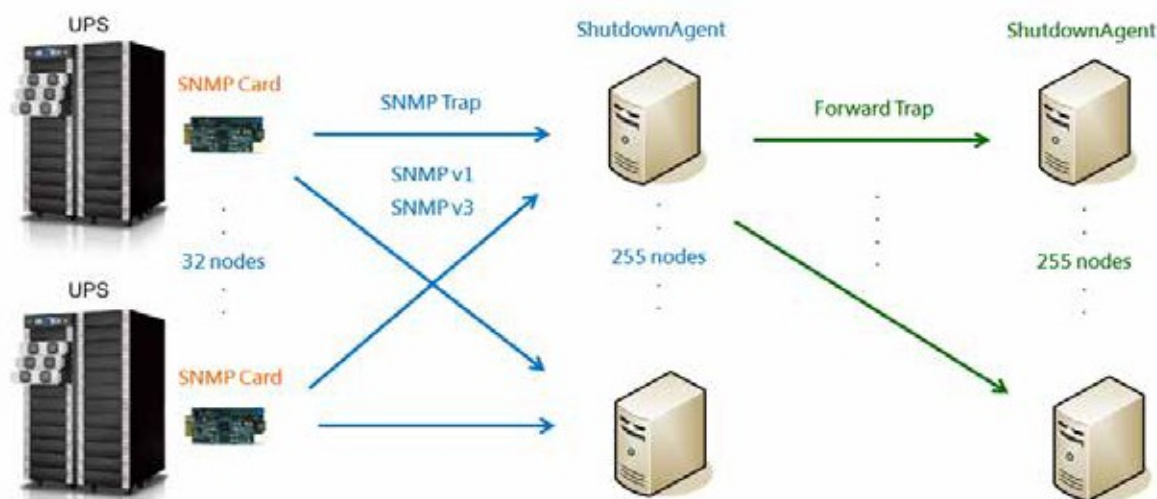 UPS
SNMP Card
SNMP Trap
SNMP v1
SNMP v3
ShutdownAgent
Forward Trap
ShutdownAgent
32 nodes
255 nodes
255 nodes
UPS
SNMP Card